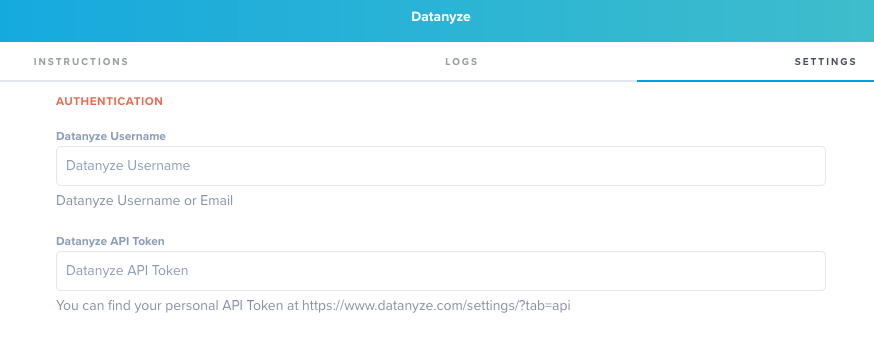 Datanyze
INSTRUCTIONS LOGS SETTINGS
AUTHENTICATION
Datanyze Username
Datanyze Username
Datanyze Username or Email
Datanyze API Token
Datanyze API Token
You can find your personal API Token at https://www.datanyze.com/settings/?tab=api